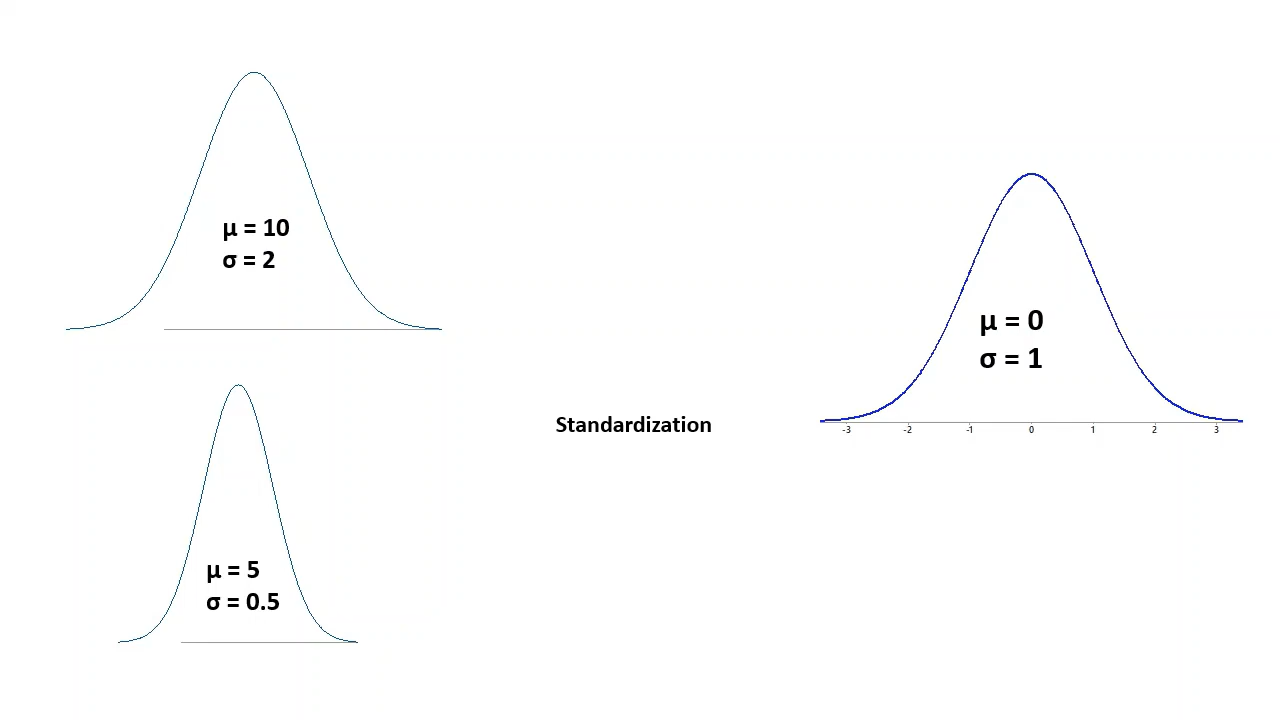 μ = 10
σ = 2
μ = 5
σ = 0.5
Standardization
μ = 0
σ = 1
-3 -2 -1 0 1 2 3